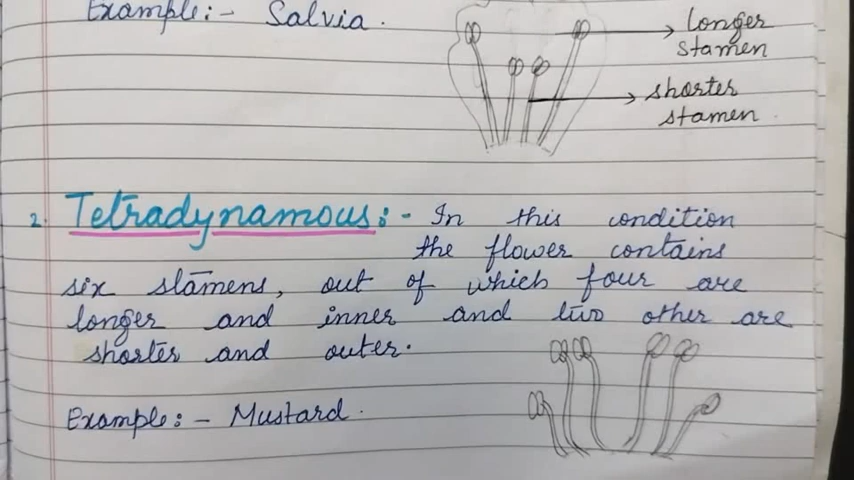 Example:- Salvia.
longer
stamen
shorter
stamen
2. Tetradynamous:- In this condition
the flower contains
six stamens, out of which four are
longer and inner and two other are
shorter and outer.
Example:- Mustard.